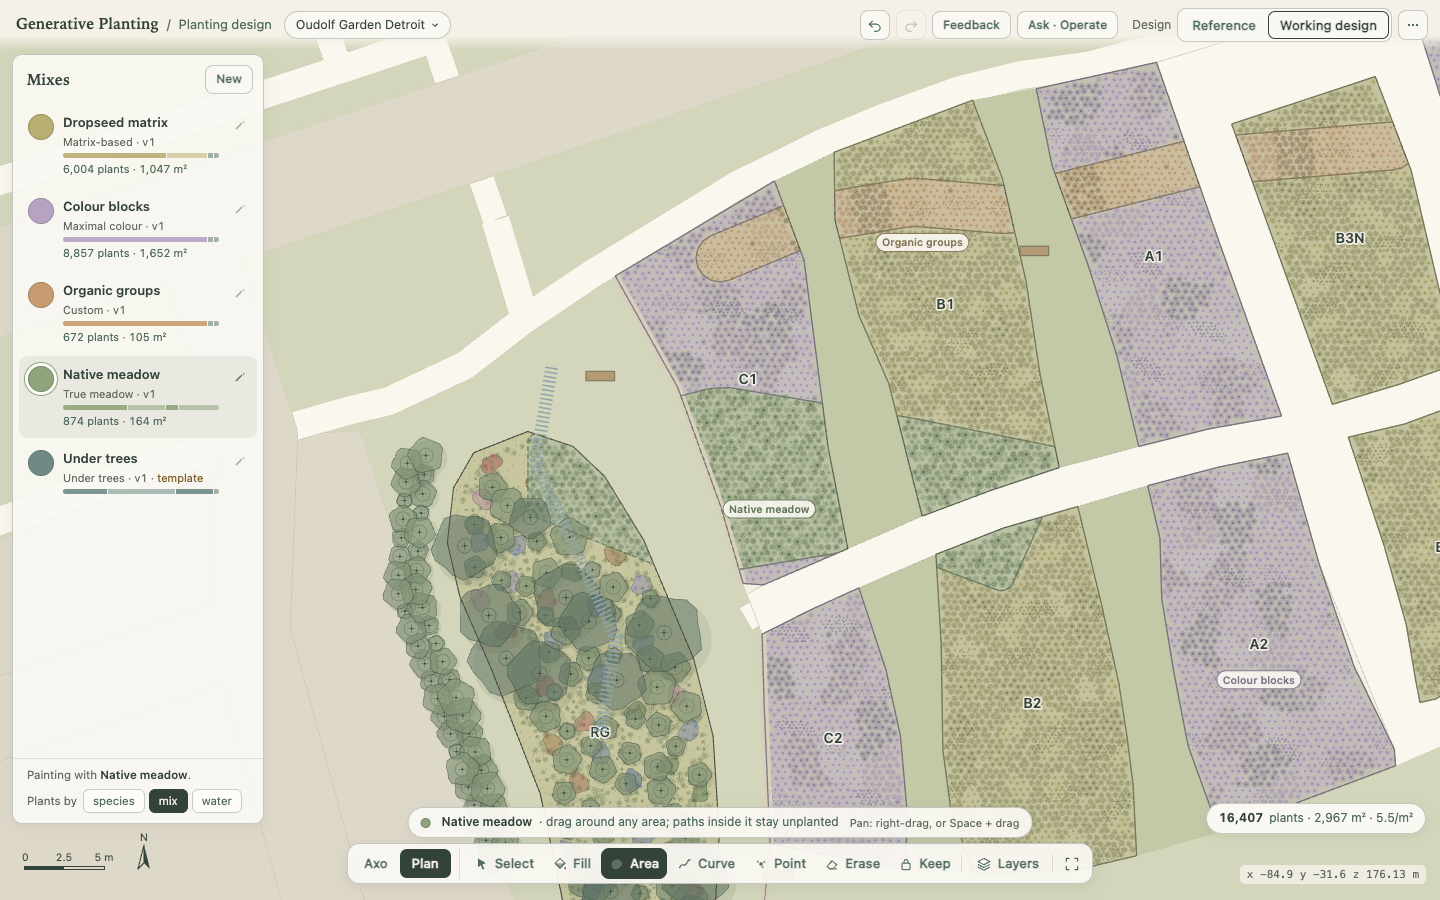 Generative Planting / Planting design Oudolf Garden Detroit
Feedback Ask · Operate Design Reference Working design ...
Mixes New
Dropseed matrix
Matrix-based · v1
6,004 plants · 1,047 m²
Colour blocks
Maximal colour · v1
8,857 plants · 1,652 m²
Organic groups
Custom · v1
672 plants · 105 m²
Native meadow
True meadow · v1
874 plants · 164 m²
Under trees
Under trees · v1 · template
Painting with Native meadow.
Plants by species mix water
Organic groups
B3N
A1
B1
C1
Native meadow
A2
Colour blocks
B2
RG
C2
Native meadow · drag around any area; paths inside it stay unplanted Pan: right-drag, or Space + drag
16,407 plants · 2,967 m² · 5.5/m²
N
0 2.5 5 m
Axo Plan Select Fill Area Curve Point Erase Keep Layers
x −84.9 y −31.6 z 176.13 m